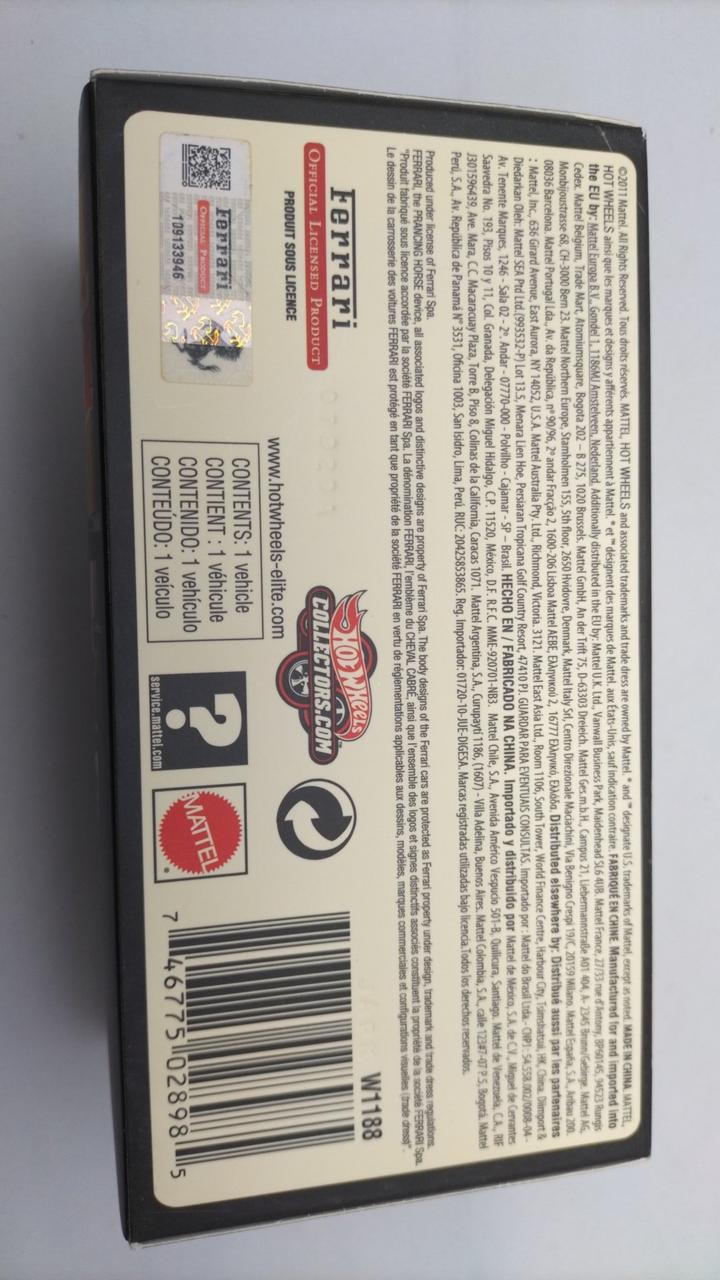 ©2011 Mattel. All Rights Reserved. Tous droits réservés. MATTEL, HOT WHEELS and associated trademarks and trade dress are owned by Mattel. ® and ™ designate U.S. trademarks of Mattel, except as noted. MADE IN CHINA. MATTEL,
HOT WHEELS ainsi que les marques et designs y afférents appartiennent à Mattel. ® et ™ désignent des marques de Mattel, aux États-Unis, sauf indication contraire. FABRIQUÉ EN CHINE. Manufactured for and imported into
the EU by: Mattel Europa B.V., Gondel 1, 1186MJ Amstelveen, Nederland. Additionally distributed in the EU by: Mattel U.K. Ltd., Vanwall Business Park, Maidenhead SL6 4UB. Mattel France, 27/33 rue d'Antony, BP60145, 94523 Rungis
Cedex. Mattel Belgium, Trade Mart, Atomiumsquare, Bogota 202 - B 275, 1020 Brussels. Mattel GmbH, An der Trift 75, D-63303 Dreieich. Mattel Ges.m.b.H., Campus 21, Liebermannstraße A01 404, A- 2345 Brunn/Gebirge. Mattel AG,
Monbijoustrasse 68, CH-3000 Bern 23. Mattel Northern Europe, Stamholmen 155, 5th floor, 2650 Hvidovre, Denmark. Mattel Italy Srl, Centro Direzionale Maciachini, Via Benigno Crespi 19/C, 20159 Milano. Mattel España, S.A., Aribau 200.
08036 Barcelona. Mattel Portugal Lda., Av. da República, nº 90/96, 2º andar Fracção 2, 1600-206 Lisboa Mattel AEBE, Ελληνικού 2, 16777 Ελληνικό, Ελλάδα. Distributed elsewhere by: Distribué aussi par les partenaires
: Mattel, Inc., 636 Girard Avenue, East Aurora, NY 14052, U.S.A. Mattel Australia Pty. Ltd., Richmond, Victoria. 3121. Mattel East Asia Ltd., Room 1106, South Tower, World Finance Centre, Harbour City, Tsimshatsui, HK, China. Diimport &
Diedarkan Oleh: Mattel SEA Ptd Ltd.(993532-P) Lot 13.5, Menara Lien Hoe, Persiaran Tropicana Golf Country Resort, 47410 PJ. GUARDAR PARA EVENTUAIS CONSULTAS. Importado por : Mattel do Brasil Ltda.- CNPJ : 54.558.002/0008-04 -
Av. Tenente Marques, 1246 - Sala 02 - 2º. Andar - 07770-000 - Polvilho - Cajamar - SP – Brasil. HECHO EN / FABRICADO NA CHINA. Importado y distribuido por Mattel de México, S.A. de C.V., Miguel de Cervantes
Saavedra No. 193, Pisos 10 y 11, Col. Granada, Delegación Miguel Hidalgo, C.P. 11520, México, D.F. R.F.C. MME-920701-NB3. Mattel Chile, S.A., Avenida Américo Vespucio 501-B, Quilicura, Santiago. Mattel de Venezuela, C.A., RIF
J301596439, Ave. Mara, C.C. Macaracuay Plaza, Torre B, Piso 8, Colinas de la California, Caracas 1071. Mattel Argentina, S.A., Curupaytí 1186, (1607) - Villa Adelina, Buenos Aires. Mattel Colombia, S.A., calle 123#7-07 P.5, Bogotá. Mattel
Perú, S.A., Av. República de Panamá N° 3531, Oficina 1003, San Isidro, Lima, Perú. RUC: 20425853865. Reg. Importador: 01720-10-JUE-DIGESA. Marcas registradas utilizadas bajo licencia.Todos los derechos reservados.
Produced under license of Ferrari Spa.
FERRARI, the PRANCING HORSE device, all associated logos and distinctive designs are property of Ferrari Spa. The body designs of the Ferrari cars are protected as Ferrari property under design, trademark and trade dress regulations.
"Produit fabriqué sous licence accordée par la société FERRARI Spa. La dénomination FERRARI, l'emblème du CHEVAL CABRÉ, ainsi que l'ensemble des logos et signes distinctifs associés constituent la propriété de la société FERRARI Spa.
Le dessin de la carrosserie des voitures FERRARI est protégé en tant que propriété de la société FERRARI en vertu de réglementations applicables aux dessins, modèles, marques commerciales et configurations visuelles (trade dress)".
Ferrari
OFFICIAL LICENSED PRODUCT
PRODUIT SOUS LICENCE
Ferrari
OFFICIAL PRODUCT
109133946
www.hotwheels-elite.com
CONTENTS: 1 vehicle
CONTIENT : 1 véhicule
CONTENIDO: 1 vehículo
CONTEÚDO: 1 veículo
HOT WHEELS
COLLECTORS.COM
?
service.mattel.com
MATTEL
®
W1188
7 46775 02898 5